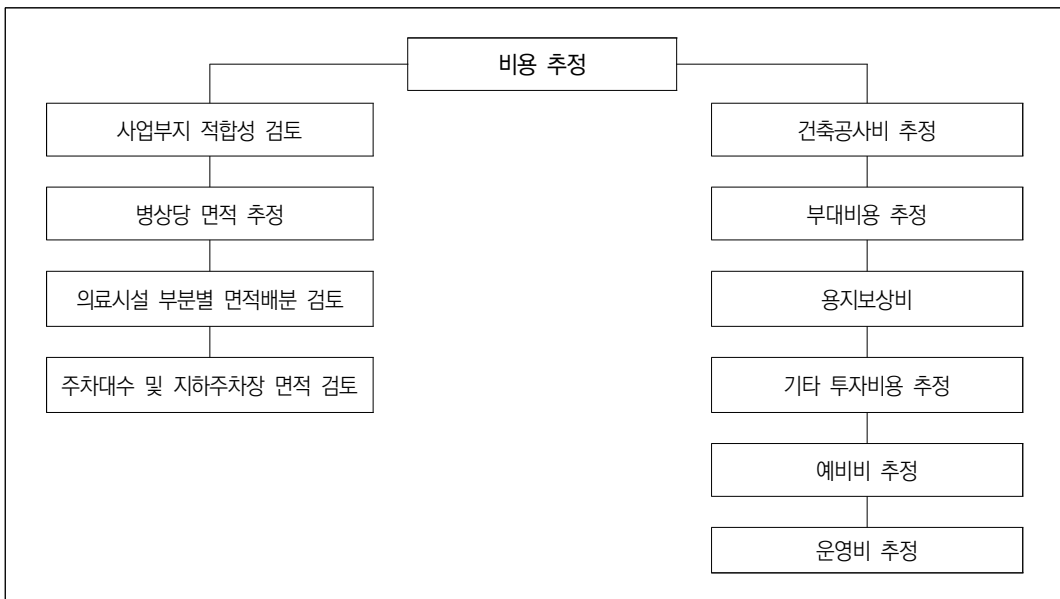 비용 추정
사업부지 적합성 검토
병상당 면적 추정
의료시설 부분별 면적배분 검토
주차대수 및 지하주차장 면적 검토
건축공사비 추정
부대비용 추정
용지보상비
기타 투자비용 추정
예비비 추정
운영비 추정